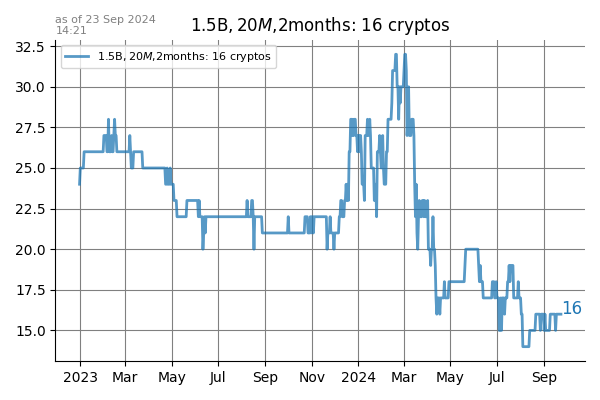 as of 23 Sep 2024
14:21
1.5B, 20M,2months: 16 cryptos
1.5B, 20M,2months: 16 cryptos
32.5
30.0
27.5
25.0
22.5
20.0
17.5
15.0
16
2023 Mar May Jul Sep Nov 2024 Mar May Jul Sep